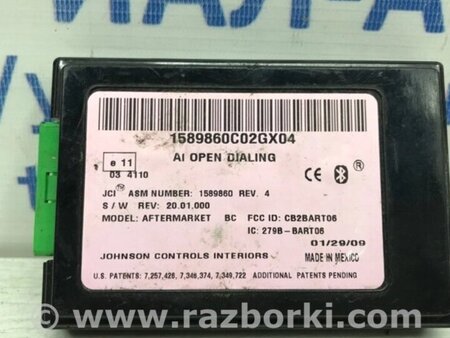 1589860C02GX04
AI OPEN DIALING
e 11
03 4110
CE
JCI™ ASM NUMBER: 1589860 REV. 4
S/W REV: 20.01.000
MODEL: AFTERMARKET BC FCC ID: CB2BART06
IC: 279B-BART06
01/29/09
JOHNSON CONTROLS INTERIORS
MADE IN MEXICO
U.S. PATENTS: 7,257,426, 7,346,374, 7,349,722 ADDITIONAL PATENTS PENDING
www.razborki.com